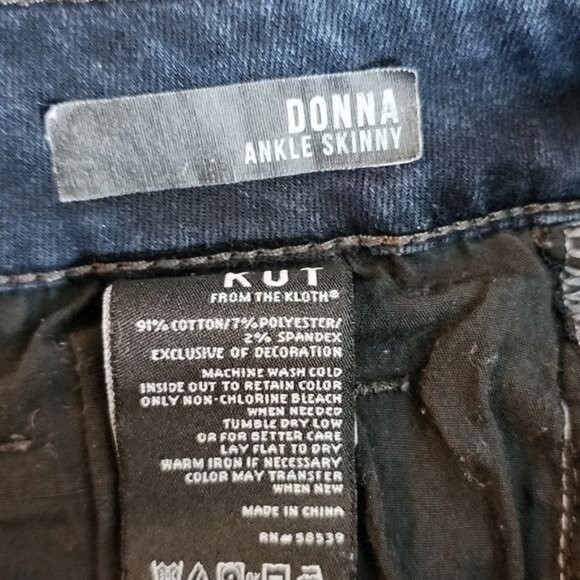 DONNA
ANKLE SKINNY
KUT
FROM THE KLOTH®
91% COTTON/7% POLYESTER/
2% SPANDEX
EXCLUSIVE OF DECORATION
MACHINE WASH COLD
INSIDE OUT TO RETAIN COLOR
ONLY NON-CHLORINE BLEACH
WHEN NEEDED
TUMBLE DRY LOW
OR FOR BETTER CARE
LAY FLAT TO DRY
WARM IRON IF NECESSARY
COLOR MAY TRANSFER
WHEN NEW
MADE IN CHINA
RN# 58539
or